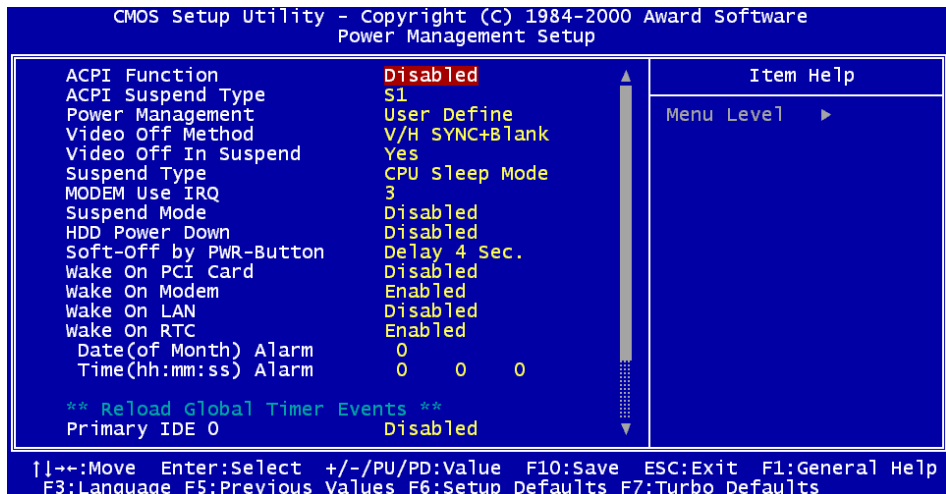 CMOS Setup Utility - Copyright (C) 1984-2000 Award Software
Power Management Setup
ACPI Function Disabled
ACPI Suspend Type S1
Power Management User Define
Video Off Method V/H SYNC+Blank
Video Off In Suspend Yes
Suspend Type CPU Sleep Mode
MODEM Use IRQ 3
Suspend Mode Disabled
HDD Power Down Disabled
Soft-Off by PWR-Button Delay 4 Sec.
Wake On PCI Card Disabled
Wake On Modem Enabled
Wake On LAN Disabled
Wake On RTC Enabled
Date(of Month) Alarm 0
Time(hh:mm:ss) Alarm 0 0 0
** Reload Global Timer Events **
Primary IDE 0 Disabled
Item Help
Menu Level ▶
↑↓→←:Move Enter:Select +/-/PU/PD:Value F10:Save ESC:Exit F1:General Help
F3:Language F5:Previous Values F6:Setup Defaults F7:Turbo Defaults